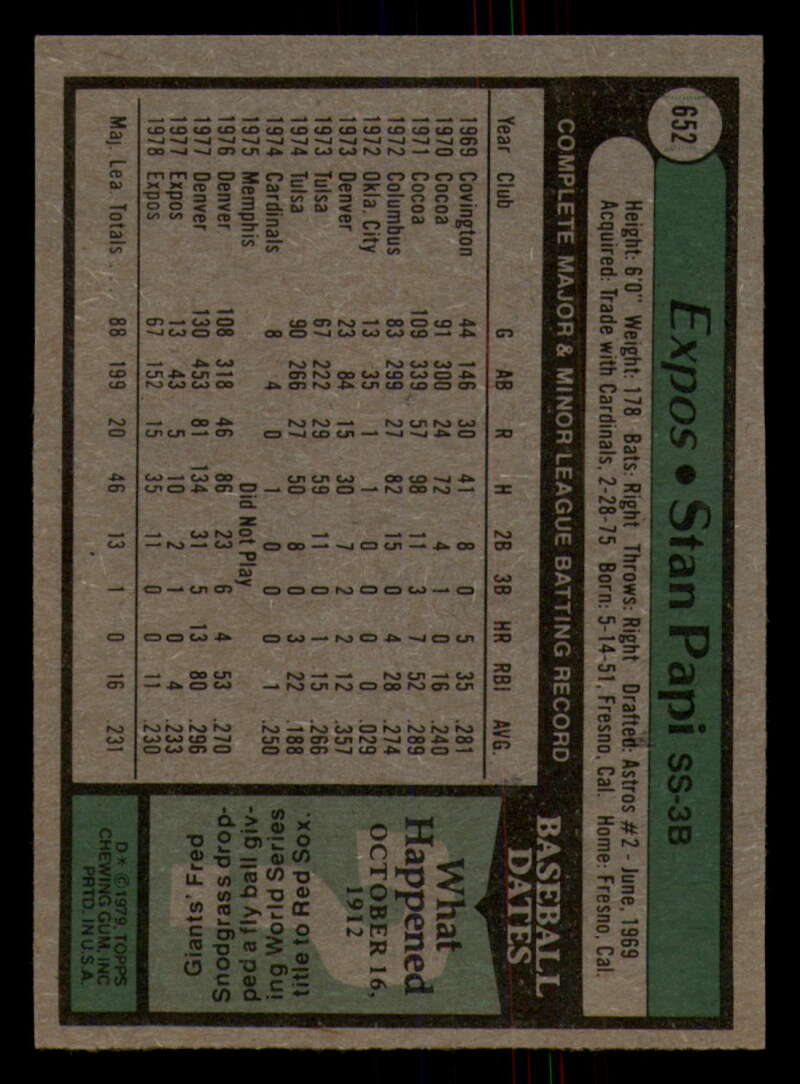 652
Expos • Stan Papi SS-3B
Height: 6'0" Weight: 178 Bats: Right Throws: Right Drafted: Astros #2 - June, 1969
Acquired: Trade with Cardinals, 2-28-75 Born: 5-14-51, Fresno, Cal. Home: Fresno, Cal.
COMPLETE MAJOR & MINOR LEAGUE BATTING RECORD
Year Club G AB R H 2B 3B HR RBI AVG.
1969 Covington 44 146 30 41 8 0 5 35 .281
1970 Cocoa 91 300 24 72 4 1 0 16 .240
1971 Cocoa 109 339 57 98 11 3 7 52 .289
1972 Columbus 83 299 27 82 15 0 4 28 .274
1972 Okla. City 13 35 1 1 0 0 0 0 .029
1973 Denver 23 84 15 30 7 2 2 12 .357
1973 Tulsa 67 222 29 59 11 0 1 15 .266
1974 Tulsa 90 266 27 50 8 0 3 22 .188
1974 Cardinals 8 4 0 1 0 0 0 1 .250
1975 Memphis Did Not Play
1976 Denver 108 318 46 86 23 6 4 53 .270
1977 Denver 130 453 81 134 31 5 13 80 .296
1977 Expos 13 43 5 10 2 1 0 4 .233
1978 Expos 67 152 15 35 11 0 0 11 .230
Maj. Lea Totals ... 88 199 20 46 13 1 0 16 .231
BASEBALL
DATES
What
Happened
OCTOBER 16,
1912
Giants' Fred
Snodgrass drop-
ped a fly ball giv-
ing World Series
title to Red Sox.
D* © 1979, TOPPS
CHEWING GUM, INC
PRTD. IN U.S.A.